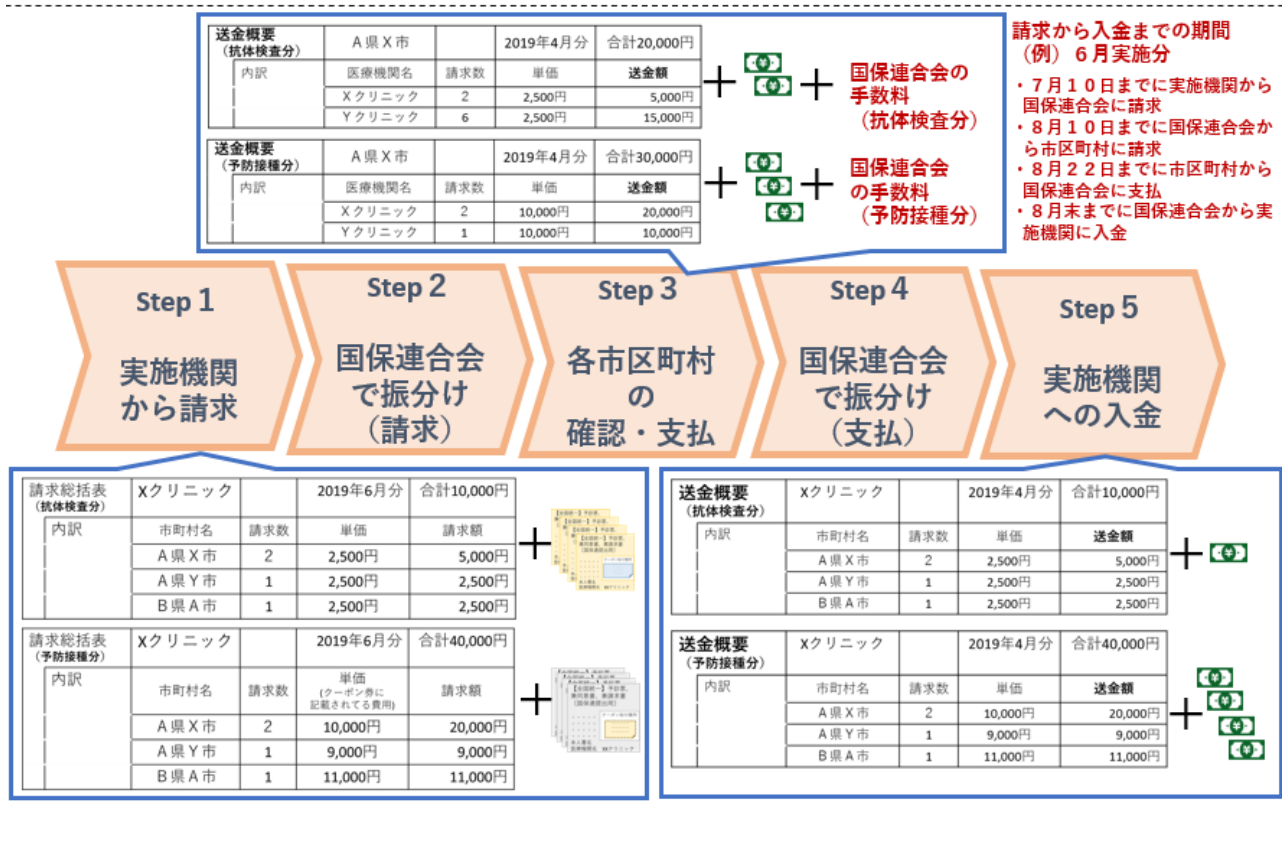 送金概要 A県X市 2019年4月分 合計20,000円
(抗体検査分)
内訳 医療機関名 請求数 単価 送金額
Xクリニック 2 2,500円 5,000円
Yクリニック 6 2,500円 15,000円
国保連合会の
手数料
(抗体検査分)
送金概要 A県X市 2019年4月分 合計30,000円
(予防接種分)
内訳 医療機関名 請求数 単価 送金額
Xクリニック 2 10,000円 20,000円
Yクリニック 1 10,000円 10,000円
国保連合会
の手数料
(予防接種分)
請求から入金までの期間
(例)6月実施分
・7月10日までに実施機関から
国保連合会に請求
・8月10日までに国保連合会か
ら市区町村に請求
・8月22日までに市区町村から
国保連合会に支払
・8月末までに国保連合会から実
施機関に入金
Step 1
実施機関
から請求
Step 2
国保連合会
で振分け
(請求)
Step 3
各市区町村
の
確認・支払
Step 4
国保連合会
で振分け
(支払)
Step 5
実施機関
への入金
請求総括表 Xクリニック 2019年6月分 合計10,000円
(抗体検査分)
内訳 市町村名 請求数 単価 請求額
A県X市 2 2,500円 5,000円
A県Y市 1 2,500円 2,500円
B県A市 1 2,500円 2,500円
請求総括表 Xクリニック 2019年6月分 合計40,000円
(予防接種分)
内訳 市町村名 請求数 単価 請求額
(クーポン券に
記載されてる費用)
A県X市 2 10,000円 20,000円
A県Y市 1 9,000円 9,000円
B県A市 1 11,000円 11,000円
送金概要 Xクリニック 2019年4月分 合計10,000円
(抗体検査分)
内訳 市町村名 請求数 単価 送金額
A県X市 2 2,500円 5,000円
A県Y市 1 2,500円 2,500円
B県A市 1 2,500円 2,500円
送金概要 Xクリニック 2019年4月分 合計40,000円
(予防接種分)
内訳 市町村名 請求数 単価 送金額
A県X市 2 10,000円 20,000円
A県Y市 1 9,000円 9,000円
B県A市 1 11,000円 11,000円